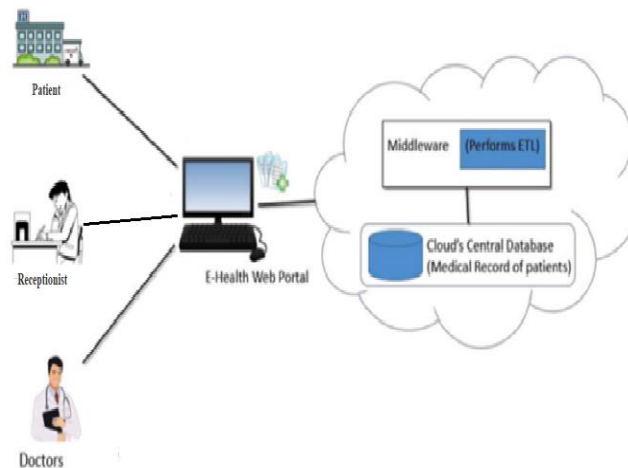 Patient
Receptionist
Doctors
E-Health Web Portal
Middleware
(Performs ETL)
Cloud's Central Database
(Medical Record of patients)